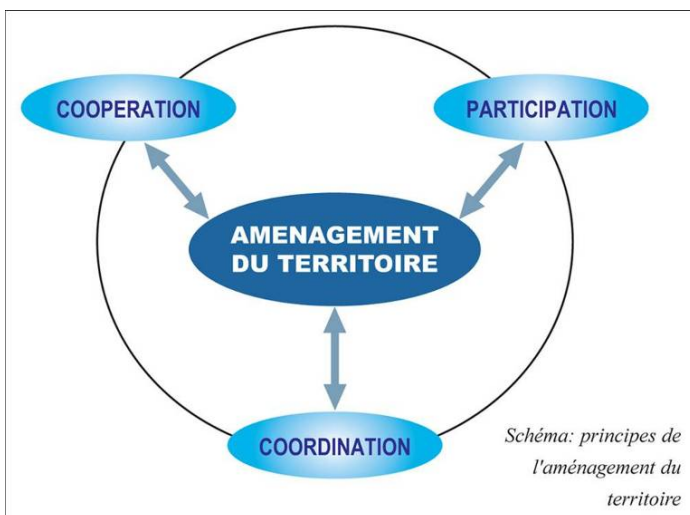 COOPERATION
PARTICIPATION
AMENAGEMENT
DU TERRITOIRE
COORDINATION
Schéma: principes de
l'aménagement du
territoire